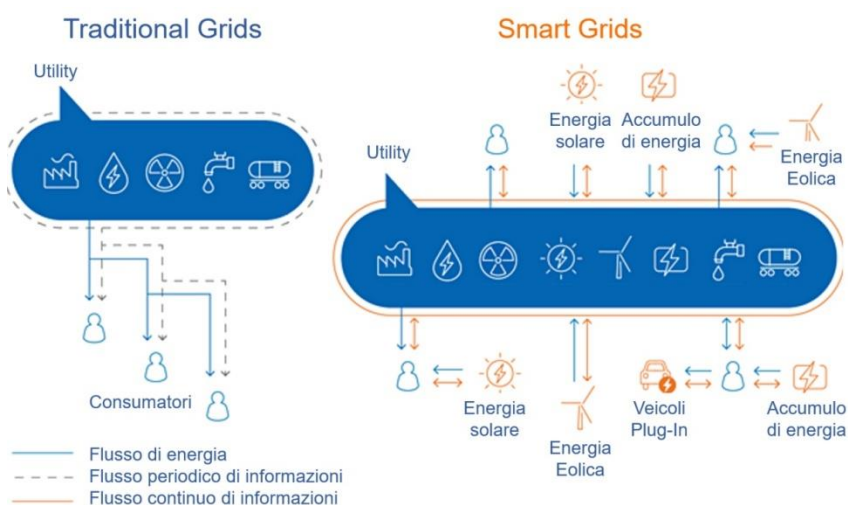 Traditional Grids
Utility
Consumatori
Flusso di energia
Flusso periodico di informazioni
Flusso continuo di informazioni
Smart Grids
Utility
Energia
solare
Accumulo
di energia
Energia
Eolica
Energia
solare
Energia
Eolica
Veicoli
Plug-In
Accumulo
di energia